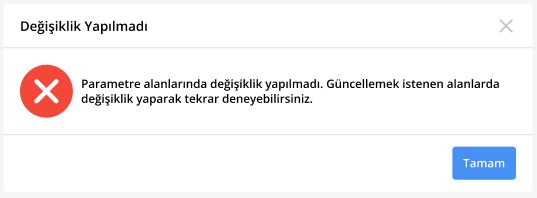 Değişiklik Yapılmadı
Parametre alanlarında değişiklik yapılmadı. Güncellemek istenen alanlarda
değişiklik yaparak tekrar deneyebilirsiniz.
Tamam